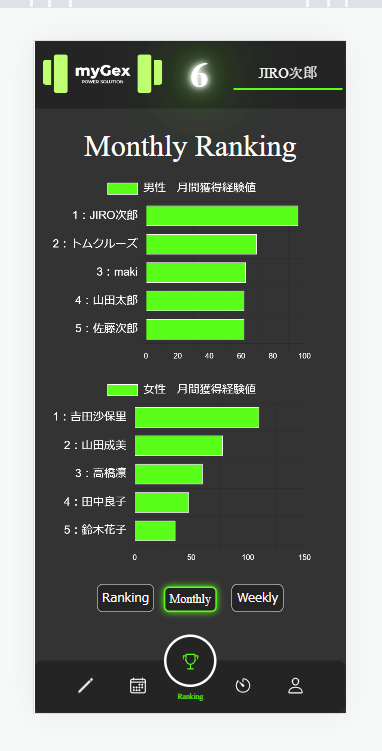 myGex
POWER SOLUTION
6
JIRO次郎
Monthly Ranking
男性　月間獲得経験値
1：JIRO次郎
2：トムクルーズ
3：maki
4：山田太郎
5：佐藤次郎
0 20 40 60 80 100
女性　月間獲得経験値
1：吉田沙保里
2：山田成美
3：高橋凛
4：田中良子
5：鈴木花子
0 50 100 150
Ranking Monthly Weekly
Ranking